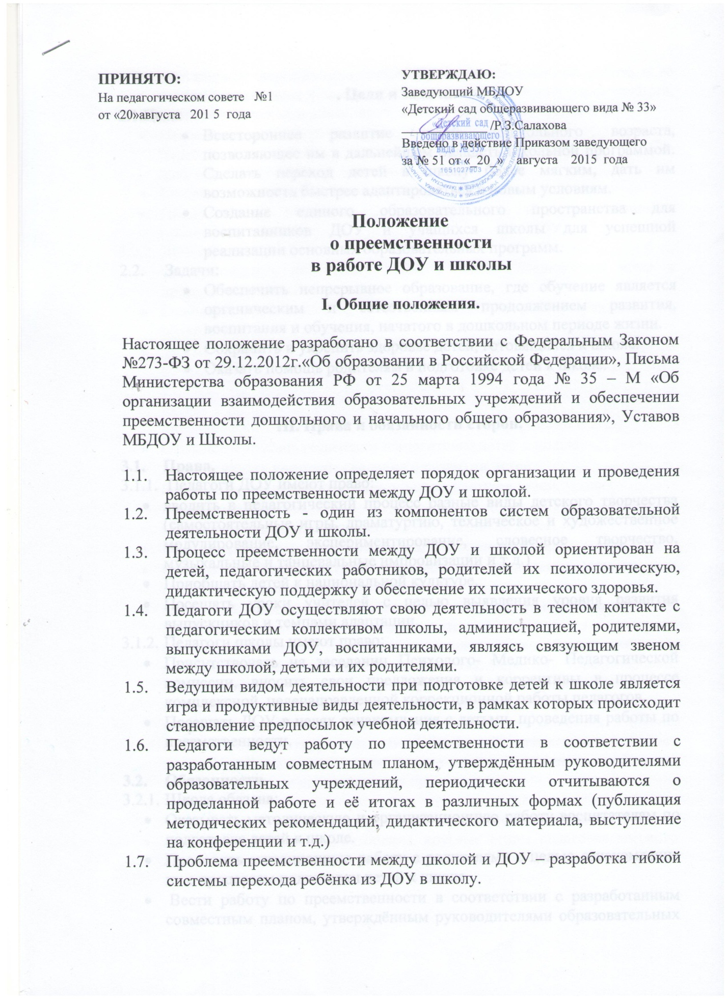 ПРИНЯТО:
На педагогическом совете №1
от «20»августа 201 5 года
УТВЕРЖДАЮ:
Заведующий МБДОУ
«Детский сад общеразвивающего вида № 33»
/Р.З.Салахова
Введено в действие Приказом заведующего
за № 51 от «_20_» августа 2015 года
«Детский сад
общеразвивающего
вида № 33»
1651027903
Положение
о преемственности
в работе ДОУ и школы
I. Общие положения.
Настоящее положение разработано в соответствии с Федеральным Законом
№273-ФЗ от 29.12.2012г.«Об образовании в Российской Федерации», Письма
Министерства образования РФ от 25 марта 1994 года № 35 – М «Об
организации взаимодействия образовательных учреждений и обеспечении
преемственности дошкольного и начального общего образования», Уставов
МБДОУ и Школы.
1.1. Настоящее положение определяет порядок организации и проведения
работы по преемственности между ДОУ и школой.
1.2. Преемственность - один из компонентов систем образовательной
деятельности ДОУ и школы.
1.3. Процесс преемственности между ДОУ и школой ориентирован на
детей, педагогических работников, родителей их психологическую,
дидактическую поддержку и обеспечение их психического здоровья.
1.4. Педагоги ДОУ осуществляют свою деятельность в тесном контакте с
педагогическим коллективом школы, администрацией, родителями,
выпускниками ДОУ, воспитанниками, являясь связующим звеном
между школой, детьми и их родителями.
1.5. Ведущим видом деятельности при подготовке детей к школе является
игра и продуктивные виды деятельности, в рамках которых происходит
становление предпосылок учебной деятельности.
1.6. Педагоги ведут работу по преемственности в соответствии с
разработанным совместным планом, утверждённым руководителями
образовательных учреждений, периодически отчитываются о
проделанной работе и её итогах в различных формах (публикация
методических рекомендаций, дидактического материала, выступление
на конференции и т.д.)
1.7. Проблема преемственности между школой и ДОУ – разработка гибкой
системы перехода ребёнка из ДОУ в школу.